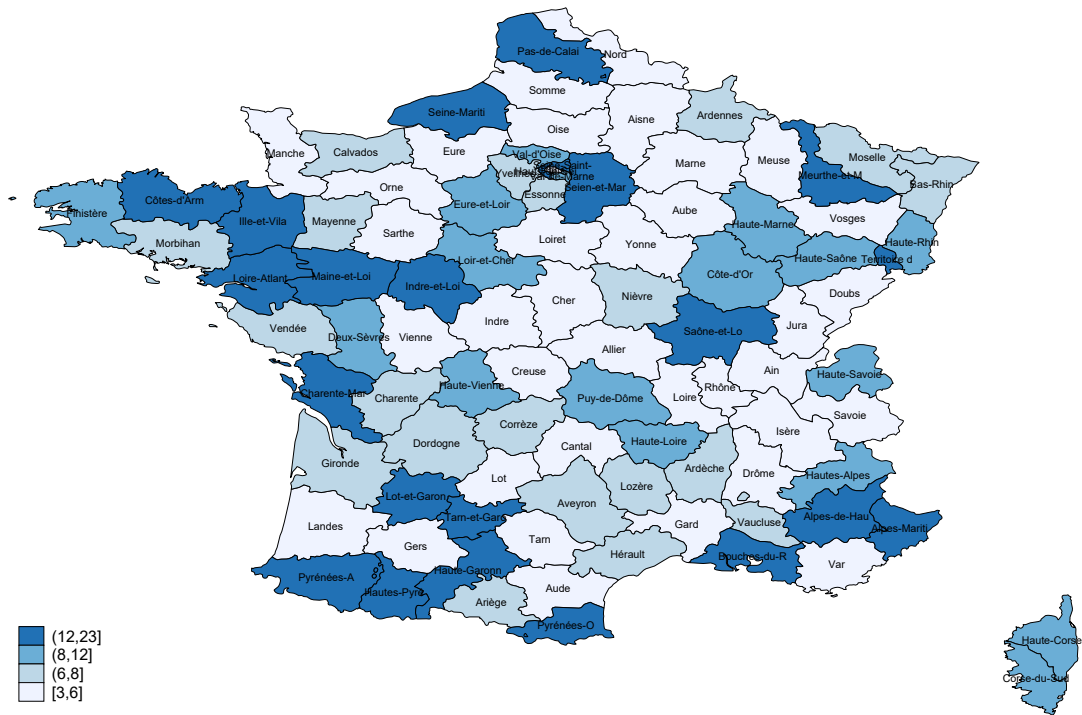 Pas-de-Calai
Nord
Somme
Seine-Mariti
Aisne
Ardennes
Oise
Manche
Calvados
Eure
Val-d'Oise
Marne
Meuse
Moselle
Meurthe-et-M
Bas-Rhin
Essonne
Seien-et-Mar
Orne
Côtes-d'Arm
Finistère
Ille-et-Vila
Mayenne
Eure-et-Loir
Aube
Haute-Marne
Vosges
Haute-Rhin
Morbihan
Sarthe
Loiret
Yonne
Haute-Saône
Territoire d
Loir-et-Cher
Côte-d'Or
Loire-Atlant
Maine-et-Loi
Indre-et-Loi
Cher
Nièvre
Doubs
Vendée
Deux-Sèvres
Vienne
Indre
Saône-et-Lo
Jura
Allier
Charente-Mar
Charente
Haute-Vienne
Creuse
Puy-de-Dôme
Loire
Rhône
Ain
Haute-Savoie
Savoie
Isère
Corrèze
Dordogne
Cantal
Haute-Loire
Gironde
Ardèche
Drôme
Hautes-Alpes
Lot
Lozère
Lot-et-Garon
Aveyron
Tarn-et-Gars
Gard
Vaucluse
Alpes-de-Hau
Alpes-Mariti
Landes
Gers
Tarn
Hérault
Bouches-du-R
Var
Pyrénées-A
Hautes-Pyré
Haute-Garonn
Ariège
Aude
Pyrénées-O
Haute-Corse
Corse-du-Sud
(12,23]
(8,12]
(6,8]
[3,6]